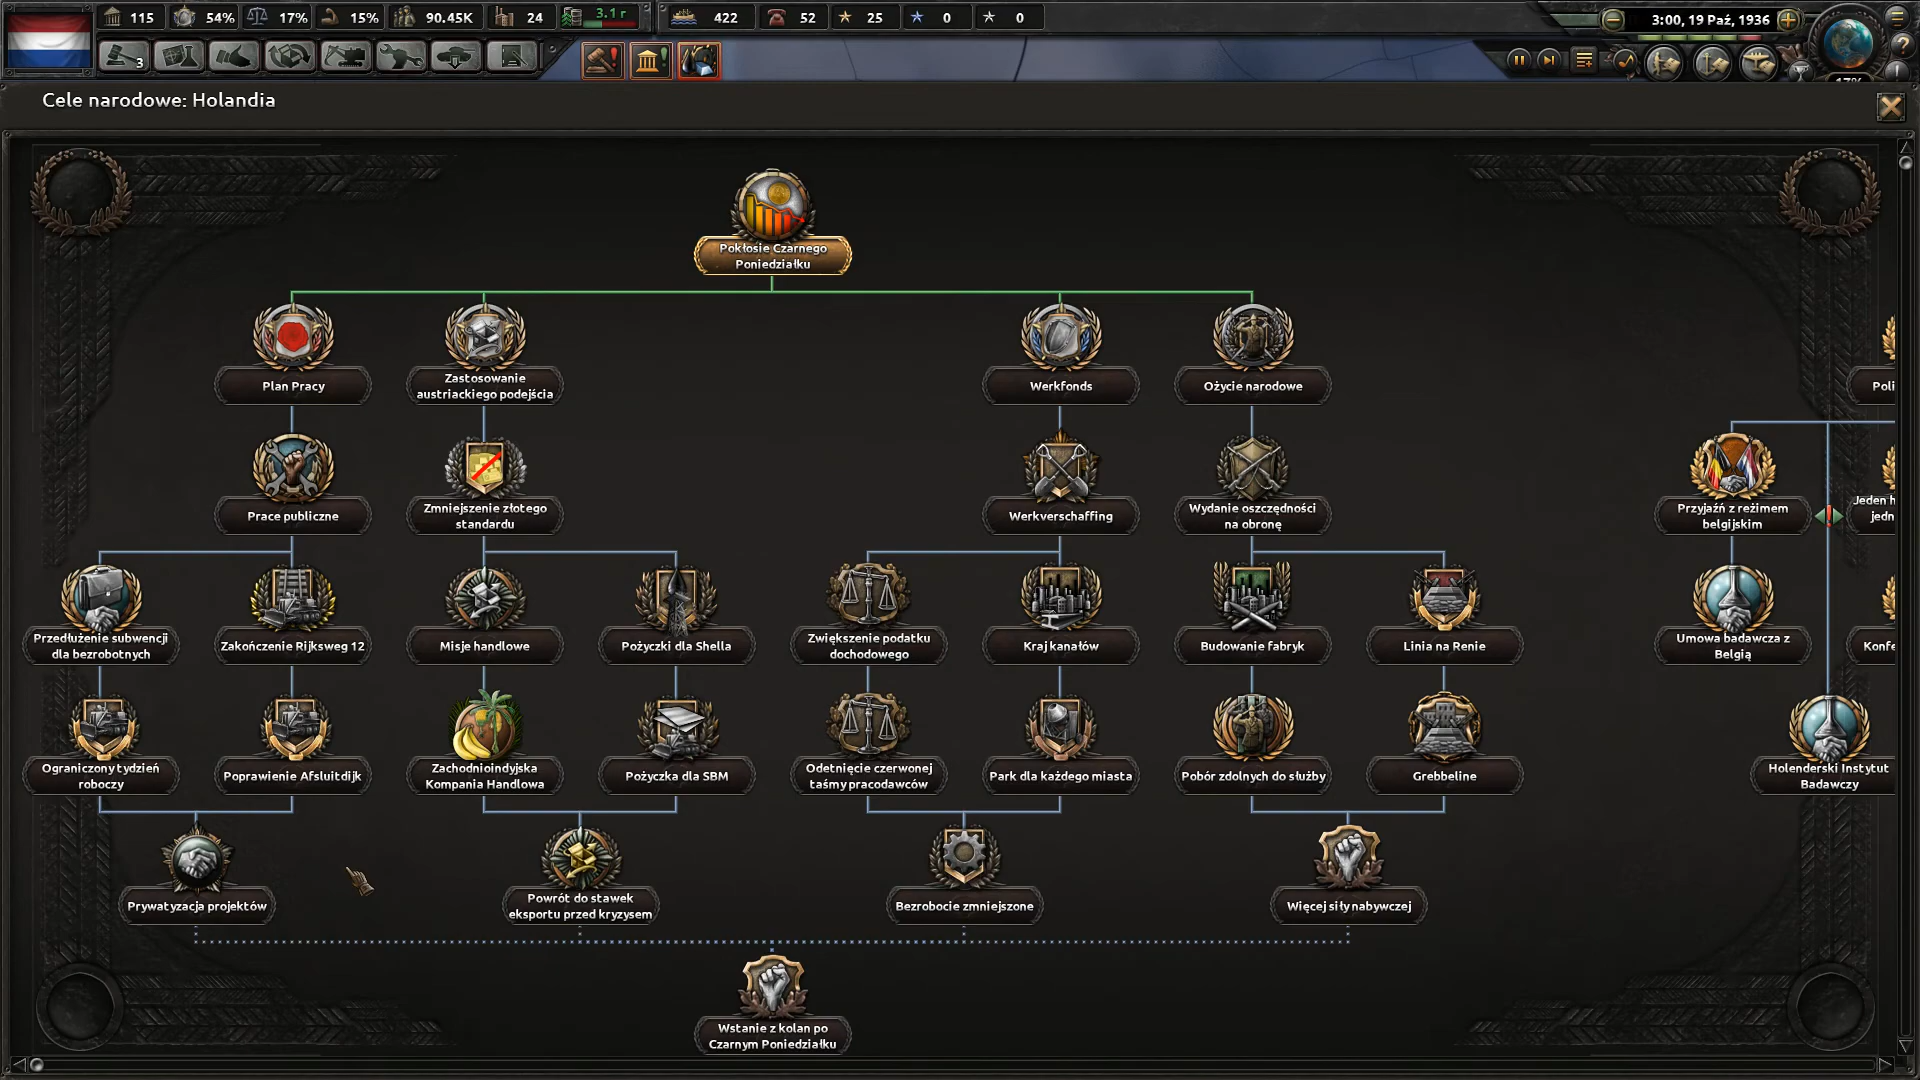 115
54%
17%
15%
90.45K
24
3.1 r
422
52
25
0
0
3:00, 19 Paź, 1936
3
17%
Cele narodowe: Holandia
Pokłosie Czarnego
Poniedziałku
Plan Pracy
Zastosowanie
austriackiego podejścia
Werkfonds
Ożycie narodowe
Prace publiczne
Zmniejszenie złotego
standardu
Werkverschaffing
Wydanie oszczędności
na obronę
Przyjaźń z reżimem
belgijskim
Przedłużenie subwencji
dla bezrobotnych
Zakończenie Rijksweg 12
Misje handlowe
Pożyczki dla Shella
Zwiększenie podatku
dochodowego
Kraj kanałów
Budowanie fabryk
Linia na Renie
Umowa badawcza z
Belgią
Ograniczony tydzień
roboczy
Poprawienie Afsluitdijk
Zachodnioindyjska
Kompania Handlowa
Pożyczka dla SBM
Odetnięcie czerwonej
taśmy pracodawców
Park dla każdego miasta
Pobór zdolnych do służby
Grebbeline
Holenderski Instytut
Badawczy
Prywatyzacja projektów
Powrót do stawek
eksportu przed kryzysem
Bezrobocie zmniejszone
Więcej siły nabywczej
Wstanie z kolan po
Czarnym Poniedziałku